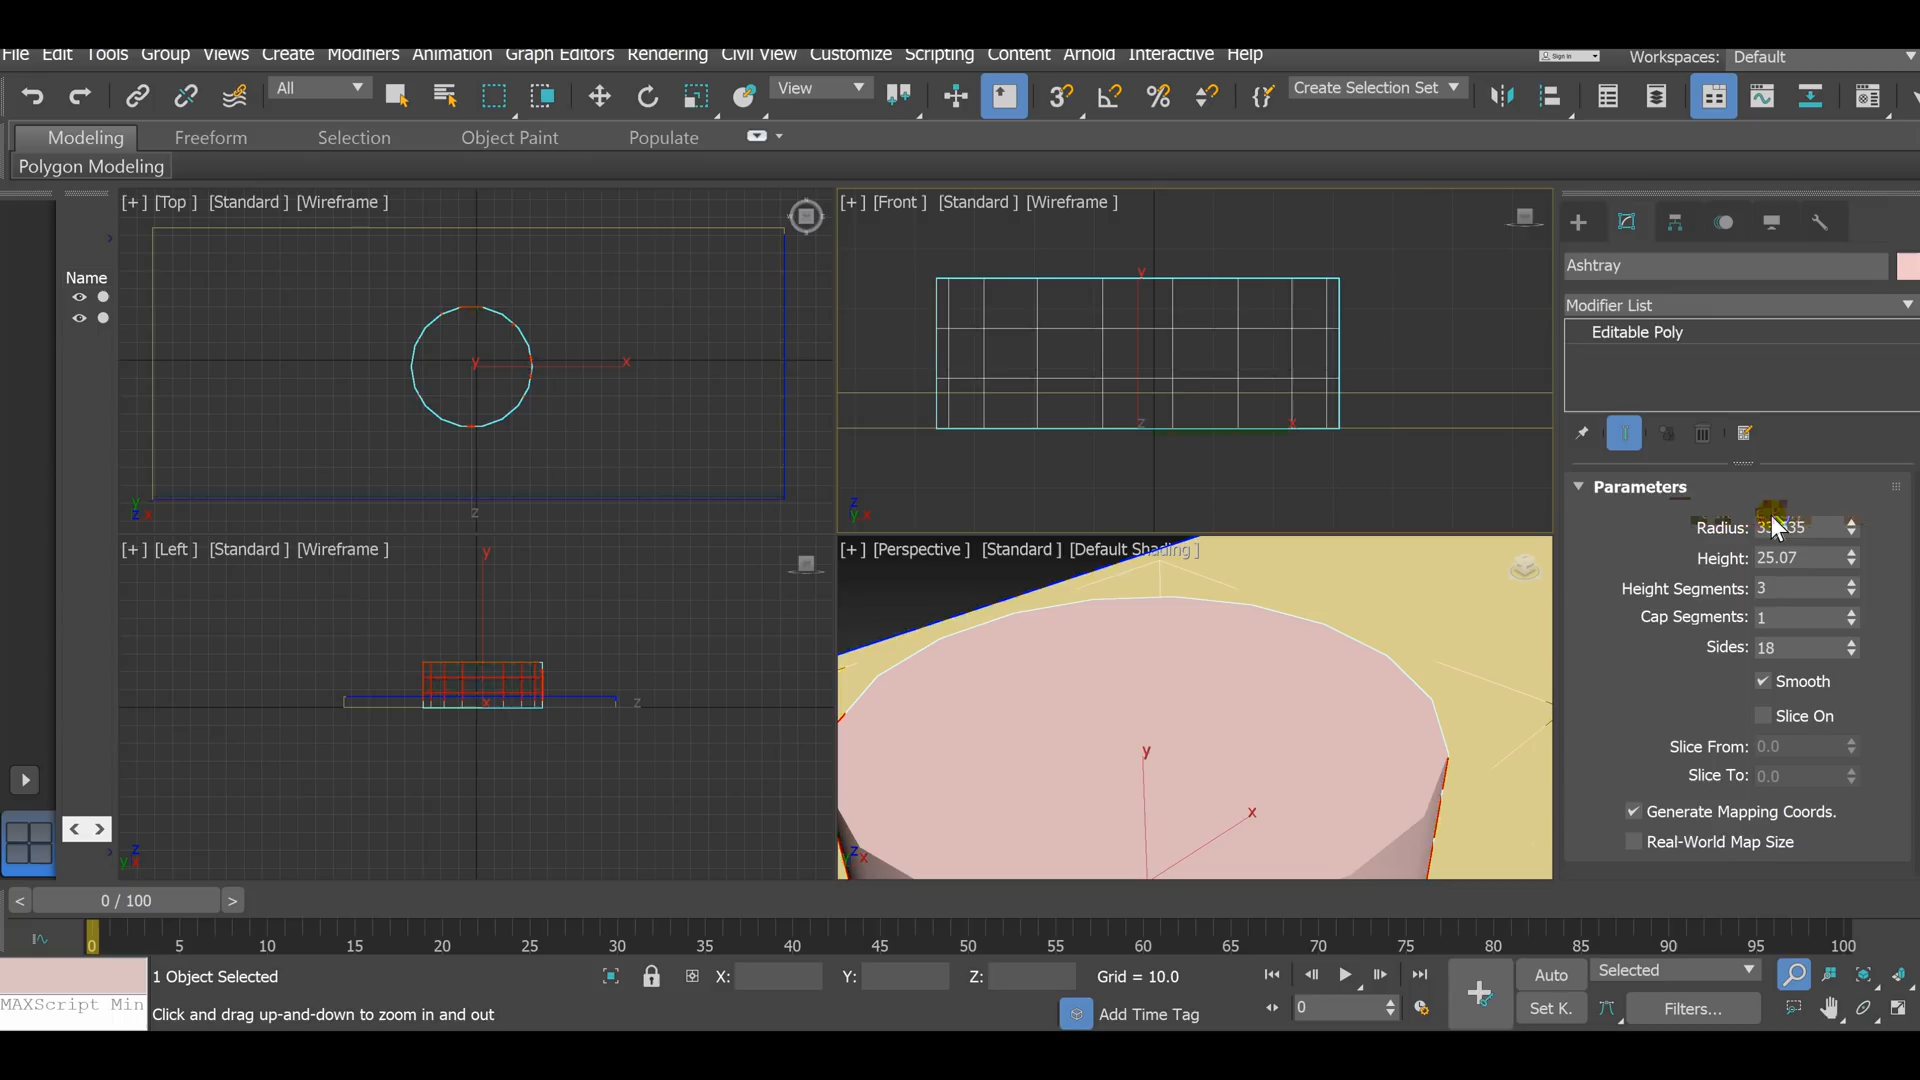 File Edit Tools Group Views Create Modifiers Animation Graph Editors Rendering Civil View Customize Scripting Content Arnold Interactive Help
Sign In Workspaces: Default
All View Create Selection Set
Modeling Freeform Selection Object Paint Populate
Polygon Modeling
[+] [Top ] [Standard ] [Wireframe ]
[+] [Front ] [Standard ] [Wireframe ]
Name
y
x
z
y
z x
y
z
x
z
y x
Ashtray
Modifier List
Editable Poly
Parameters
Radius:
Height: 25.07
Height Segments: 3
Cap Segments: 1
Sides: 18
Smooth
Slice On
Slice From: 0.0
Slice To: 0.0
Generate Mapping Coords.
Real-World Map Size
[+] [Left ] [Standard ] [Wireframe ]
[+] [Perspective ] [Standard ] [Default Shading ]
y
x
z
z
y x
y
x
z
x
< >
< 0 / 100 >
0 5 10 15 20 25 30 35 40 45 50 55 60 65 70 75 80 85 90 95 100
1 Object Selected X: Y: Z: Grid = 10.0 Auto Selected
MAXScript Min Click and drag up-and-down to zoom in and out Add Time Tag 0 Set K. Filters...